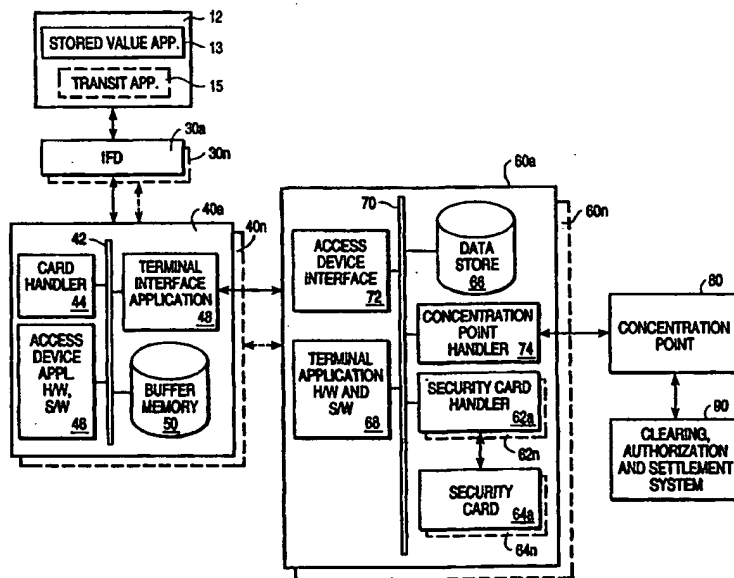 12
STORED VALUE APP.
13
TRANSIT APP.
15
30a
IFD
30n
60a
40a
70
60n
42
40n
CARD
HANDLER
44
TERMINAL
INTERFACE
APPLICATION
48
ACCESS
DEVICE
INTERFACE
72
DATA
STORE
66
80
CONCENTRATION
POINT
CONCENTRATION
POINT
HANDLER
74
ACCESS
DEVICE
APPL.
H/W,
S/W
46
BUFFER
MEMORY
50
TERMINAL
APPLICATION
H/W AND
S/W
68
SECURITY CARD
HANDLER
62a
62n
90
CLEARING,
AUTHORIZATION
AND SETTLEMENT
SYSTEM
SECURITY
CARD
64a
64n